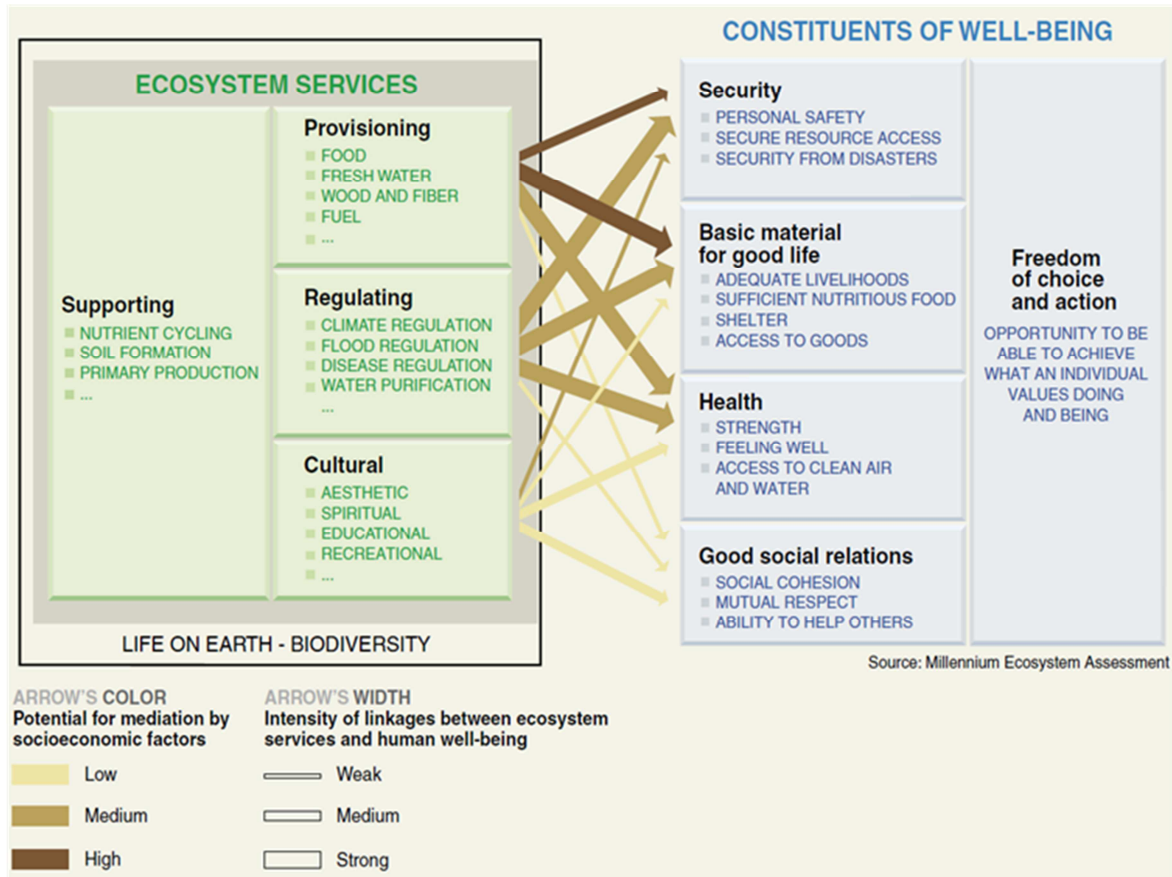 CONSTITUENTS OF WELL-BEING
ECOSYSTEM SERVICES
Supporting
NUTRIENT CYCLING
SOIL FORMATION
PRIMARY PRODUCTION
...
Provisioning
FOOD
FRESH WATER
WOOD AND FIBER
FUEL
...
Regulating
CLIMATE REGULATION
FLOOD REGULATION
DISEASE REGULATION
WATER PURIFICATION
...
Cultural
AESTHETIC
SPIRITUAL
EDUCATIONAL
RECREATIONAL
...
LIFE ON EARTH - BIODIVERSITY
Security
PERSONAL SAFETY
SECURE RESOURCE ACCESS
SECURITY FROM DISASTERS
Basic material
for good life
ADEQUATE LIVELIHOODS
SUFFICIENT NUTRITIOUS FOOD
SHELTER
ACCESS TO GOODS
Health
STRENGTH
FEELING WELL
ACCESS TO CLEAN AIR
AND WATER
Good social relations
SOCIAL COHESION
MUTUAL RESPECT
ABILITY TO HELP OTHERS
Freedom
of choice
and action
OPPORTUNITY TO BE
ABLE TO ACHIEVE
WHAT AN INDIVIDUAL
VALUES DOING
AND BEING
Source: Millennium Ecosystem Assessment
ARROW'S COLOR
Potential for mediation by
socioeconomic factors
Low
Medium
High
ARROW'S WIDTH
Intensity of linkages between ecosystem
services and human well-being
Weak
Medium
Strong